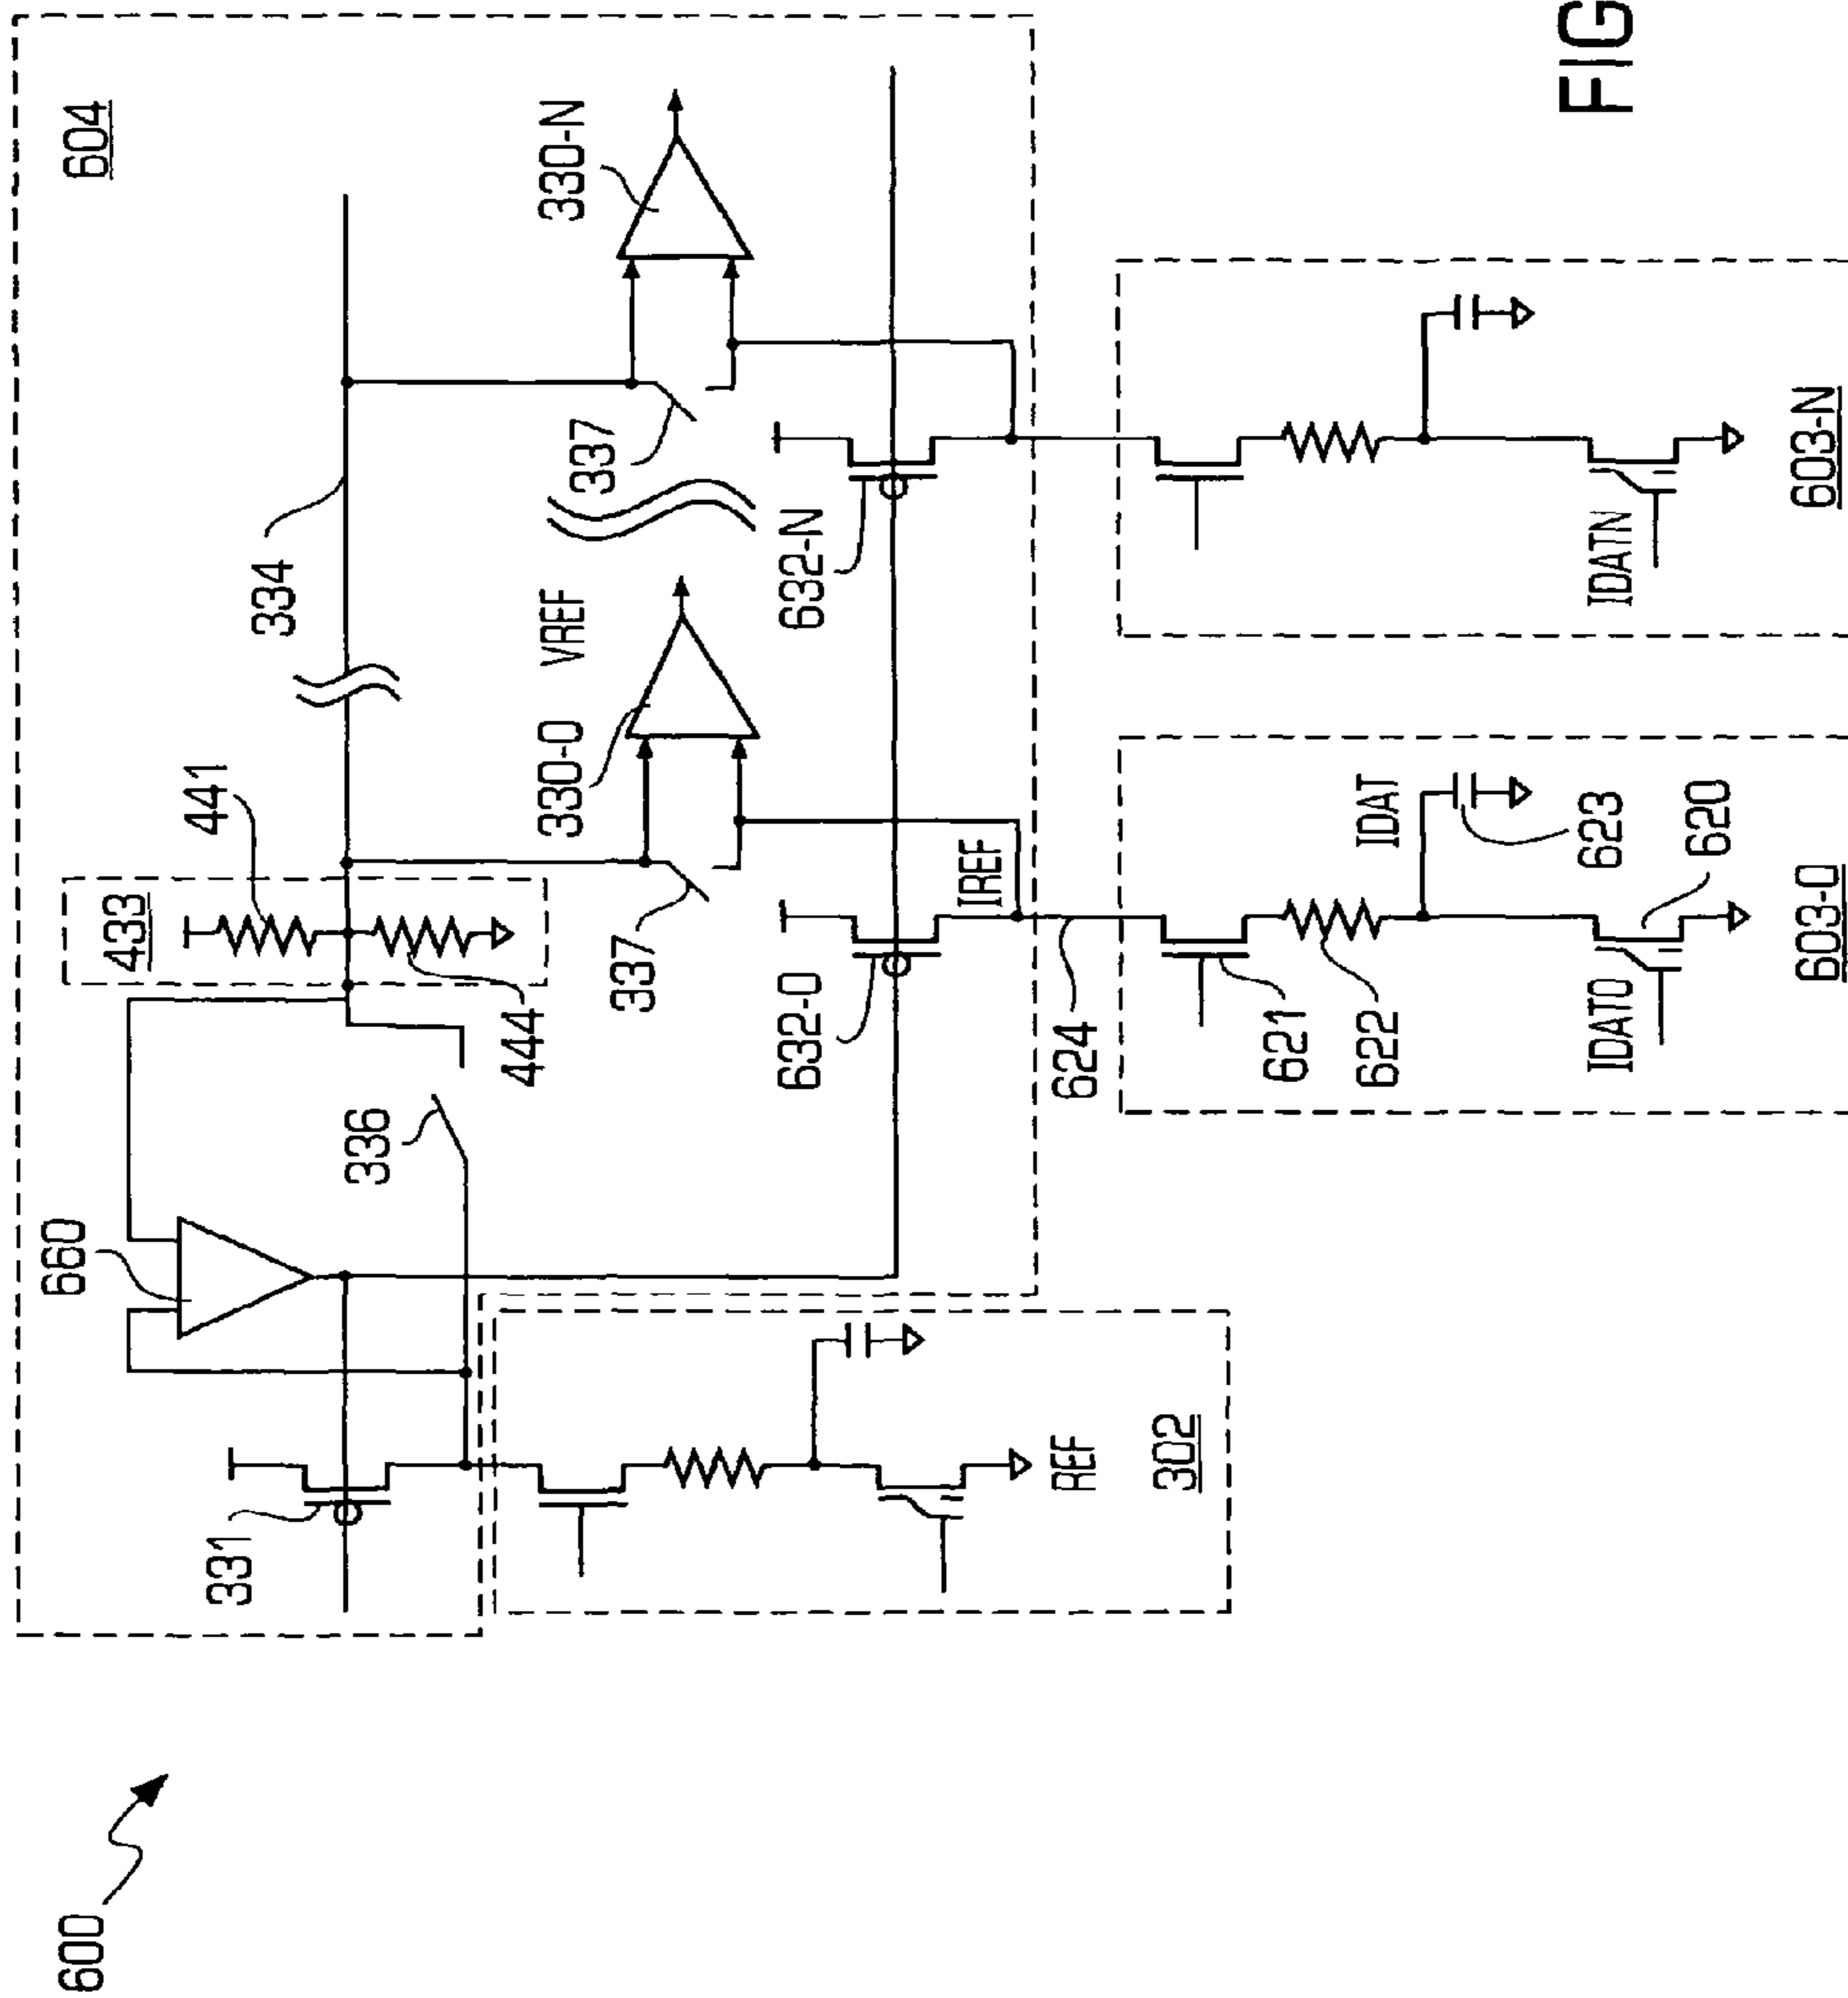 600
604
660
433
441
334
331
336
444
337
330-0
VREF
337
330-N
632-0
IREF
632-N
REF
302
624
621
622
IDAT
623
620
IDAT0
603-0
IDATN
603-N
FIG